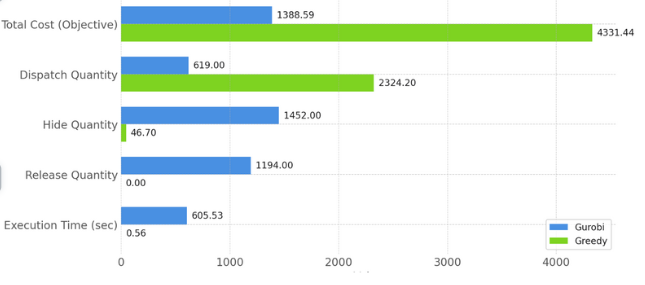 Total Cost (Objective)
1388.59
4331.44
Dispatch Quantity
619.00
2324.20
Hide Quantity
1452.00
46.70
Release Quantity
1194.00
0.00
Execution Time (sec)
605.53
0.56
Gurobi
Greedy
0 1000 2000 3000 4000